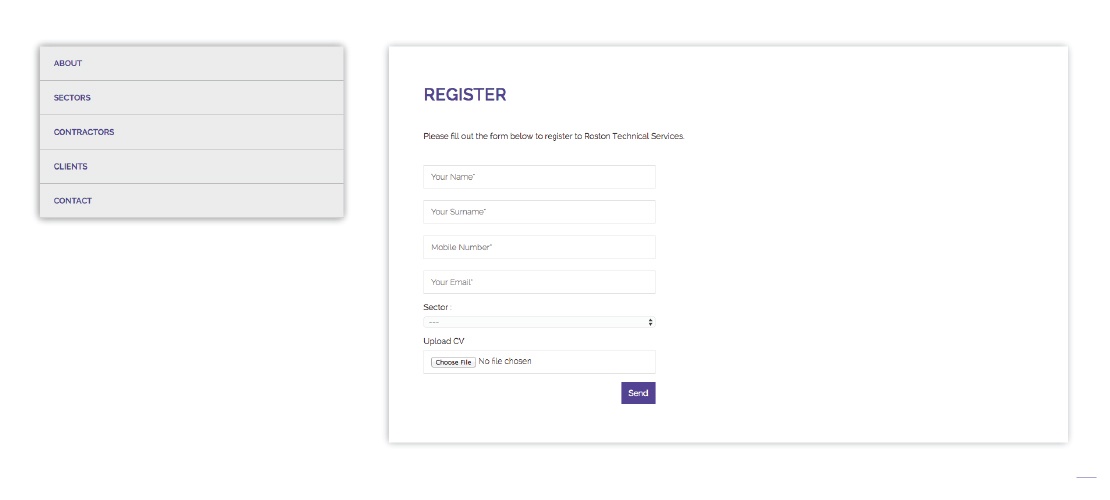 ABOUT
SECTORS
CONTRACTORS
CLIENTS
CONTACT
REGISTER
Please fill out the form below to register to Roston Technical Services.
Your Name*
Your Surname*
Mobile Number*
Your Email*
Sector :
---
Upload CV
Choose File No file chosen
Send